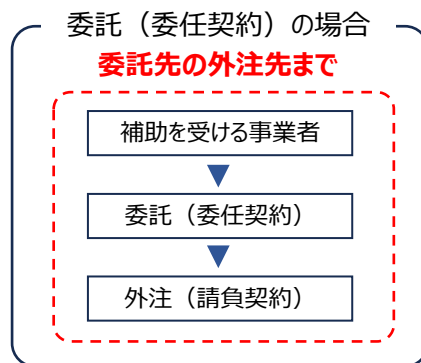 委託（委任契約）の場合
委託先の外注先まで
補助を受ける事業者
委託（委任契約）
外注（請負契約）